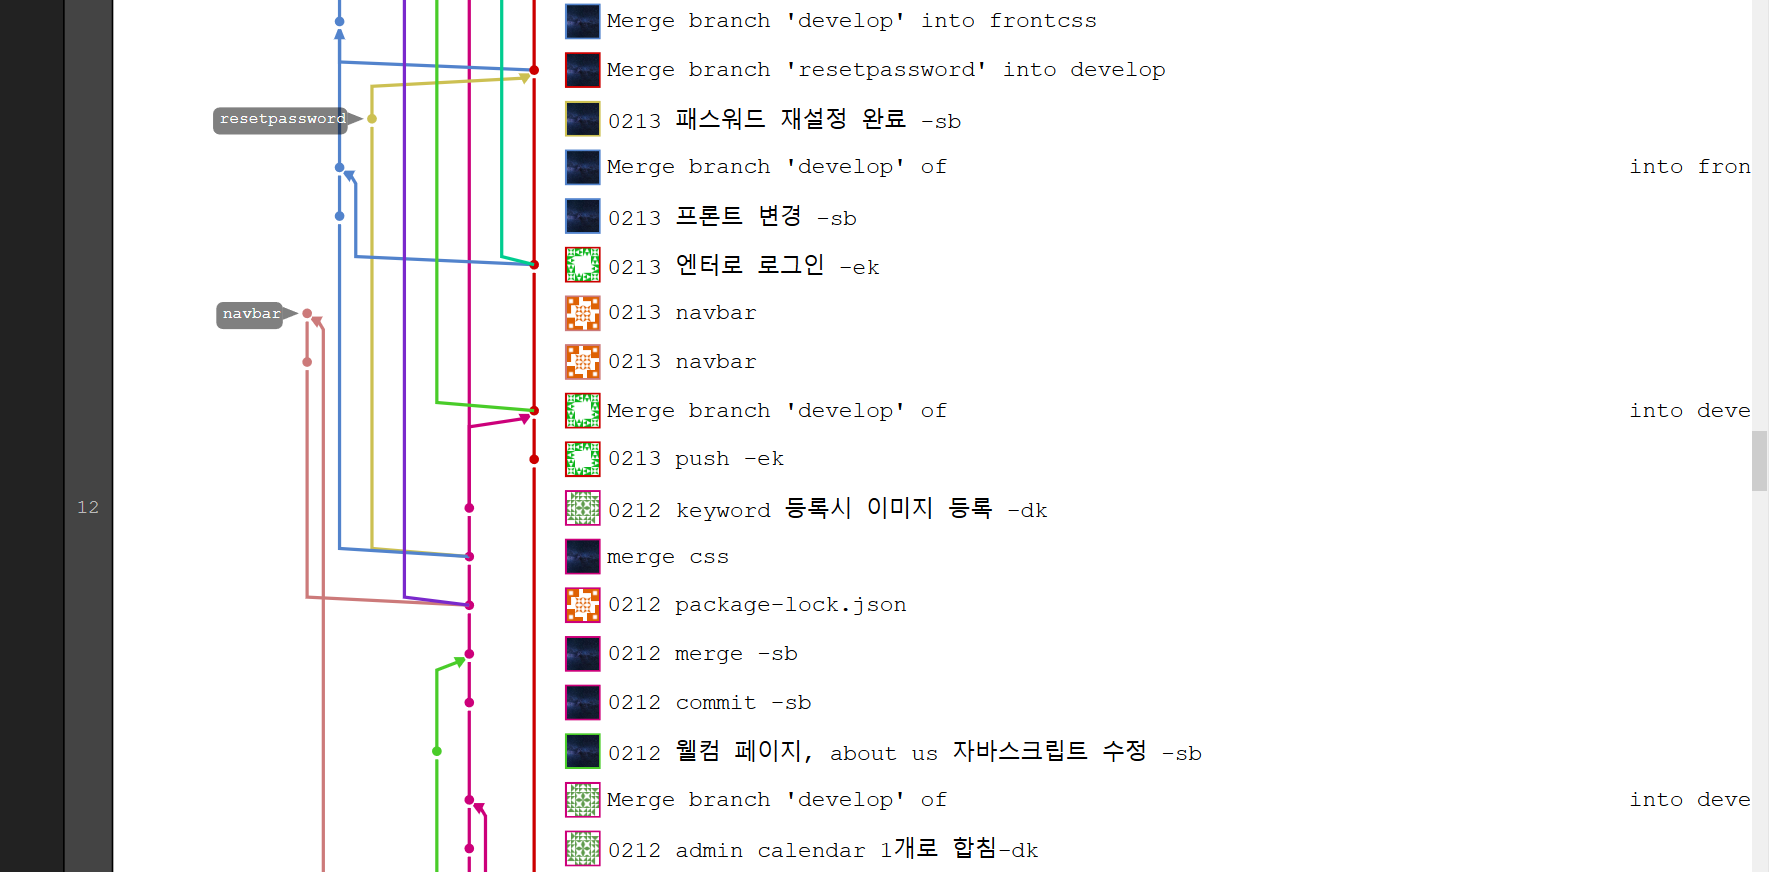 Merge branch 'develop' into frontcss
Merge branch 'resetpassword' into develop
resetpassword
0213 패스워드 재설정 완료 -sb
Merge branch 'develop' of into fron
0213 프론트 변경 -sb
0213 엔터로 로그인 -ek
navbar
0213 navbar
0213 navbar
Merge branch 'develop' of into deve
0213 push -ek
12
0212 keyword 등록시 이미지 등록 -dk
merge css
0212 package-lock.json
0212 merge -sb
0212 commit -sb
0212 웰컴 페이지, about us 자바스크립트 수정 -sb
Merge branch 'develop' of into deve
0212 admin calendar 1개로 합침-dk